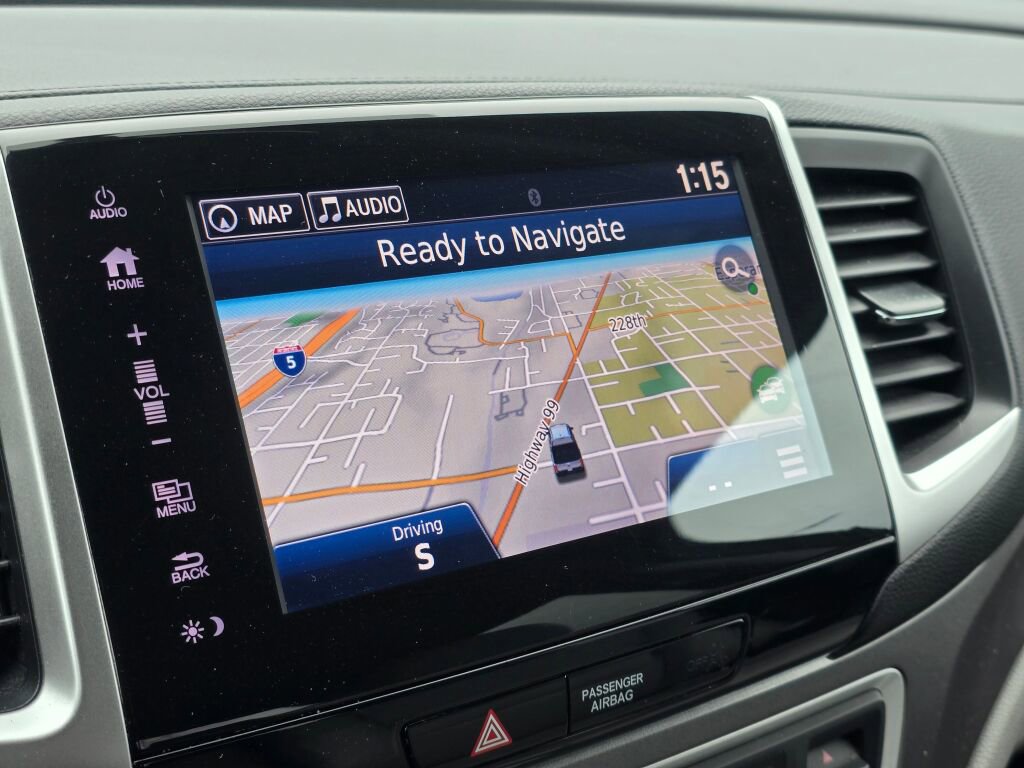 AUDIO
HOME
+
VOL
-
MENU
BACK
MAP
AUDIO
1:15
Ready to Navigate
5
228th
Highway 99
Driving
S
PASSENGER
AIRBAG